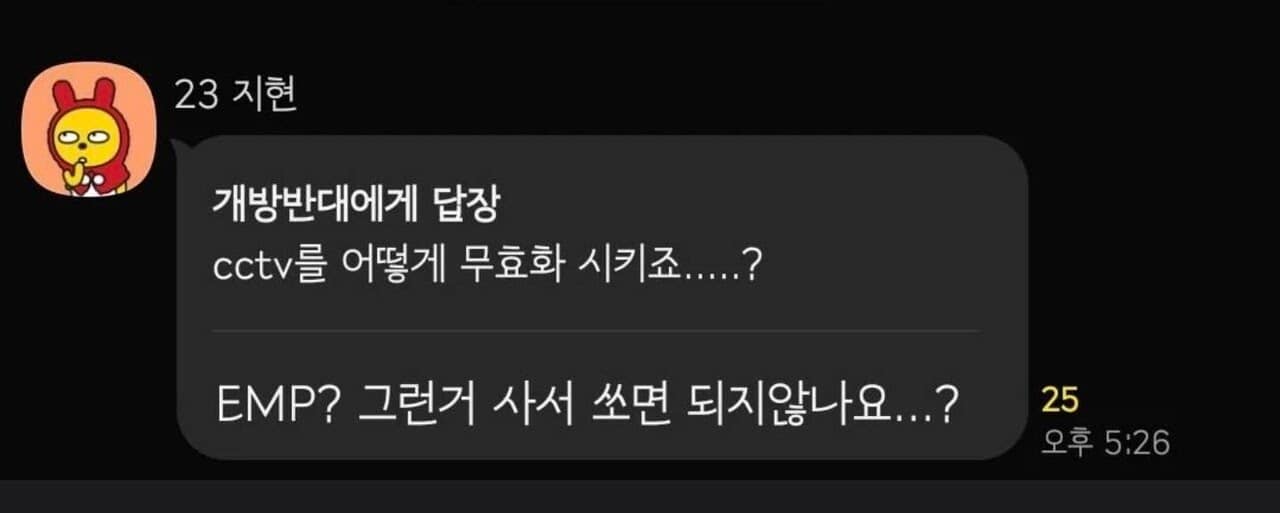 23 지현
개방반대에게 답장
cctv를 어떻게 무효화 시키죠.....?
EMP? 그런거 사서 쏘면 되지않나요...?
25
오후 5:26